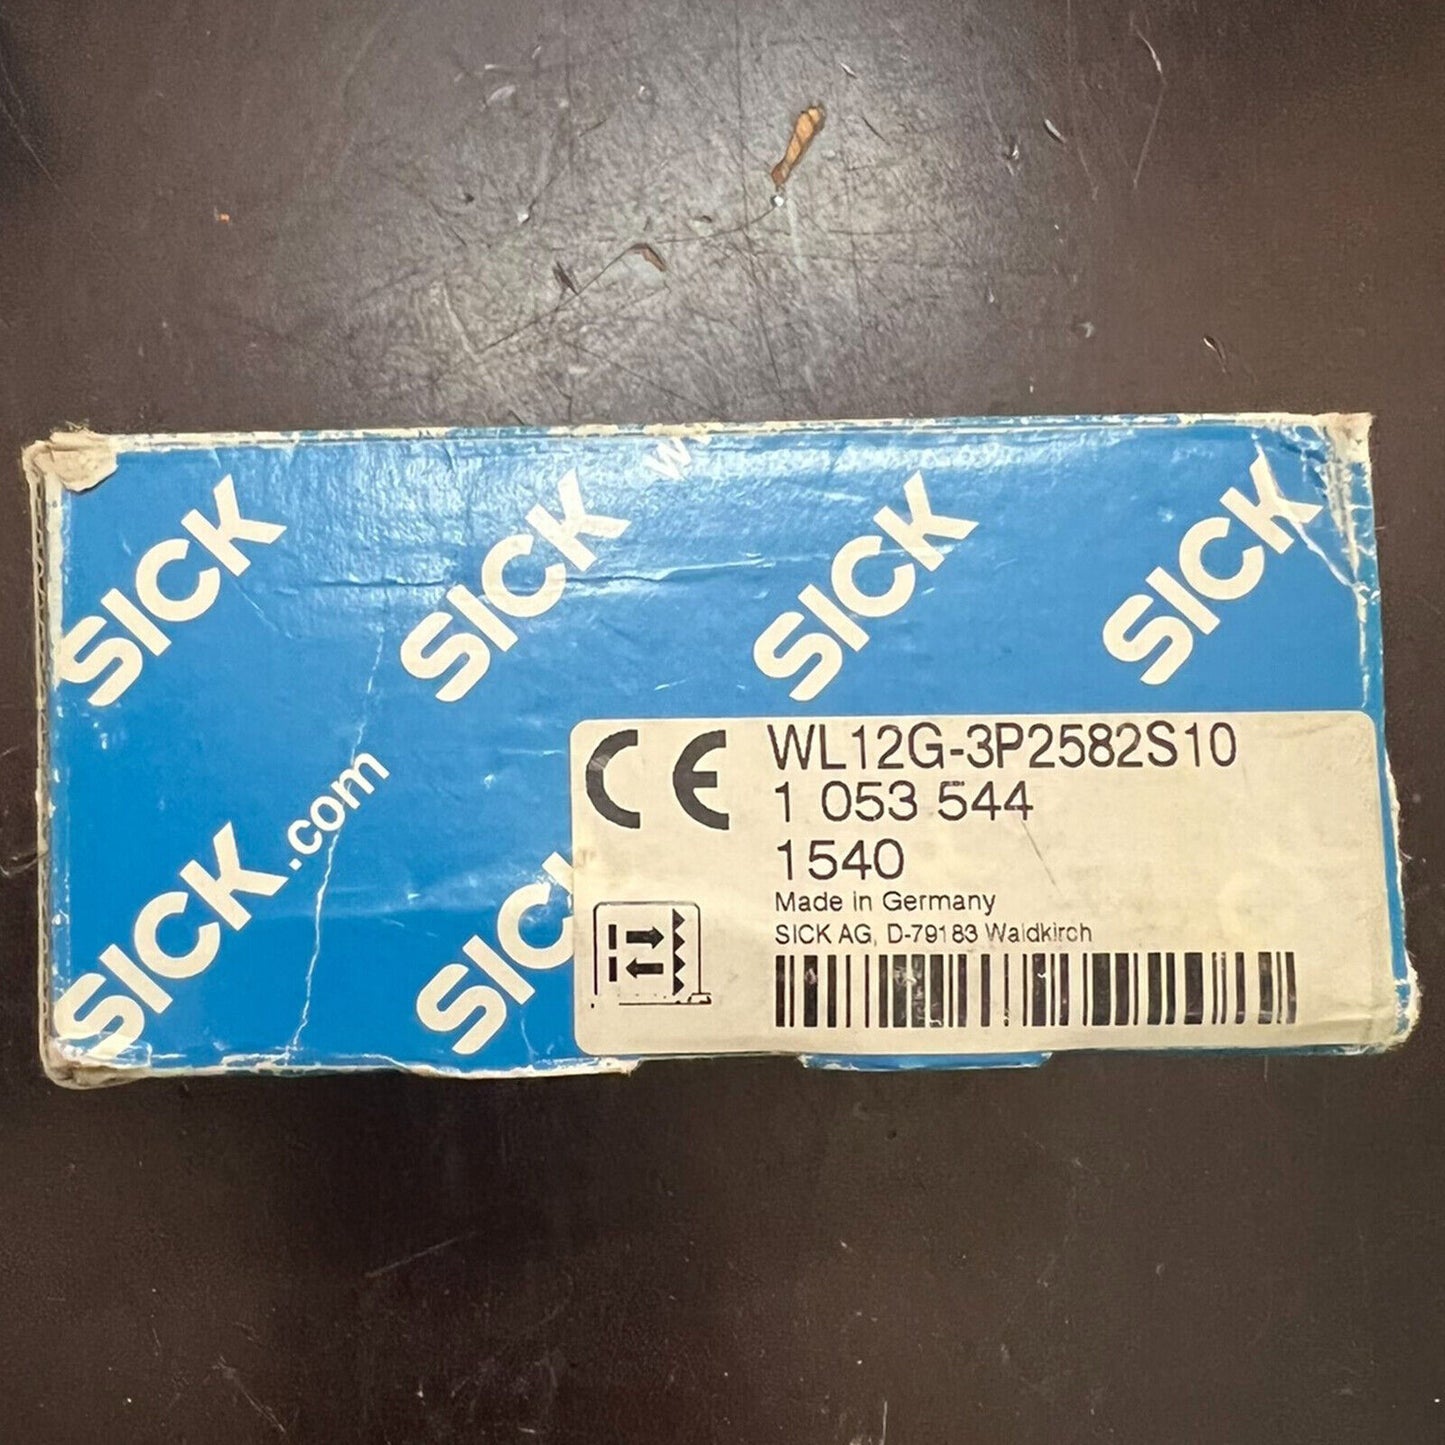 SICK
SICK
w
SICK
SICK
SICK.com
SICK
CE
WL12G-3P2582S10
1 053 544
1540
Made in Germany
SICK AG, D-79183 Waldkirch